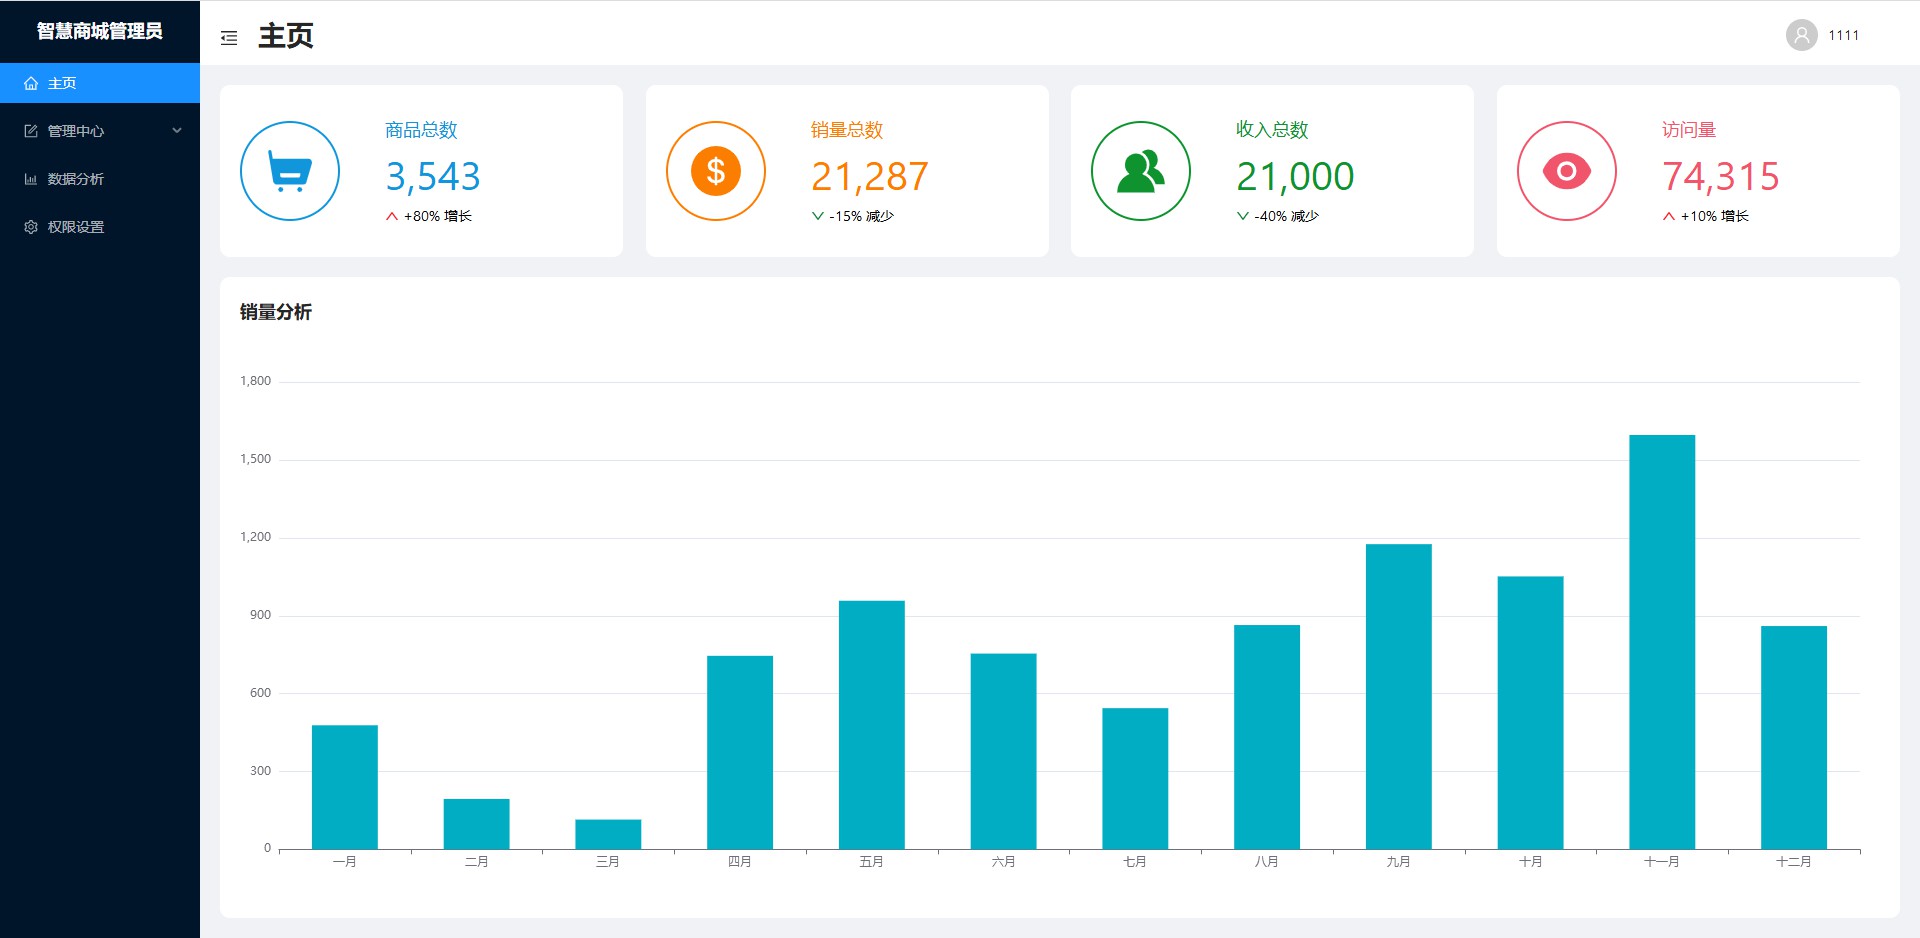 智慧商城管理员
主页
管理中心
数据分析
权限设置
主页
1111
商品总数
3,543
+80% 增长
销量总数
$
21,287
-15% 减少
收入总数
21,000
-40% 减少
访问量
74,315
+10% 增长
销量分析
1,800
1,500
1,200
900
600
300
0
一月 二月 三月 四月 五月 六月 七月 八月 九月 十月 十一月 十二月